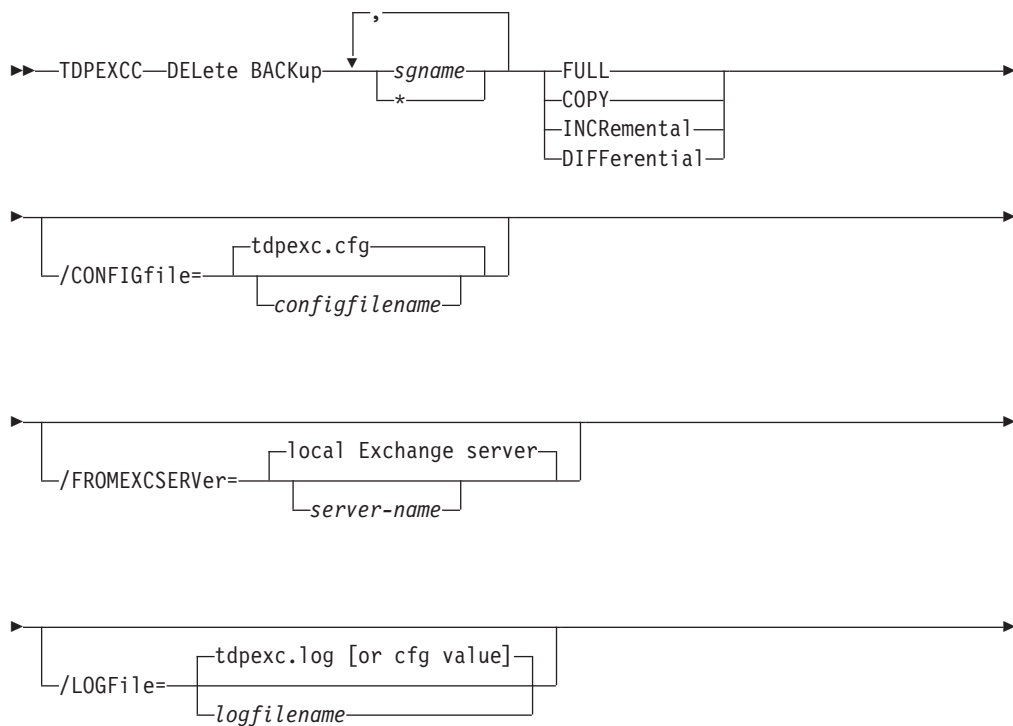 ,
TDPEXCC DELete BACKup sgname FULL
* COPY
INCRemental
DIFFerential
tdpexc.cfg
/CONFIGfile=
configfilename
local Exchange server
/FROMEXCSERVer=
server-name
tdpexc.log [or cfg value]
/LOGFile=
logfilename